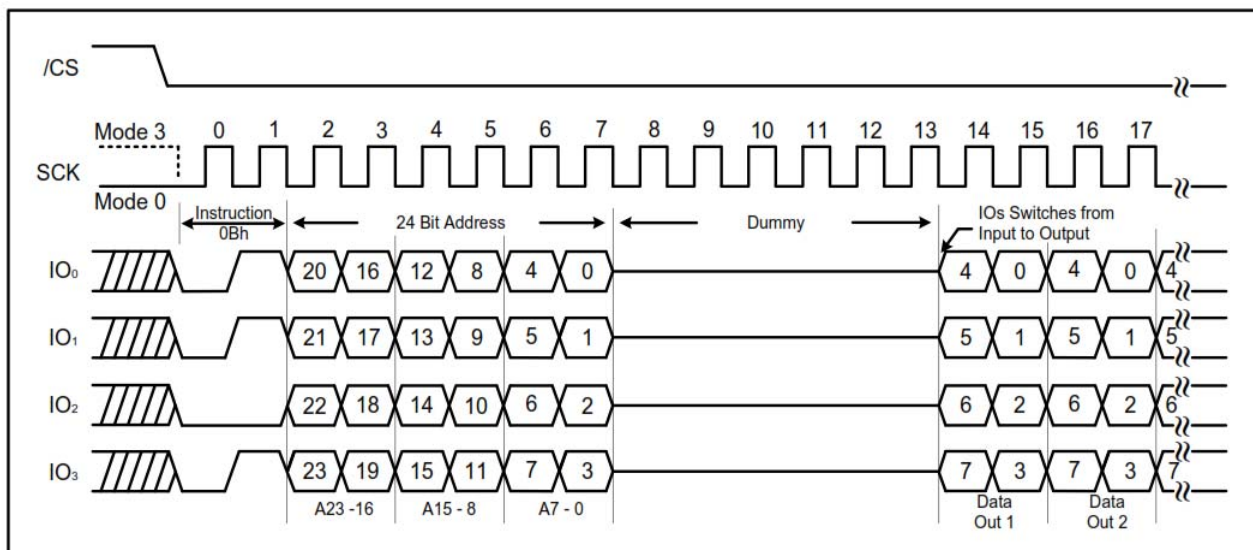 /CS
Mode 3 0 1 2 3 4 5 6 7 8 9 10 11 12 13 14 15 16 17
SCK
Mode 0
Instruction
0Bh
24 Bit Address
Dummy
IOs Switches from
Input to Output
IO₀ 20 16 12 8 4 0 4 0 4 0 4
IO₁ 21 17 13 9 5 1 5 1 5 1 5
IO₂ 22 18 14 10 6 2 6 2 6 2 6
IO₃ 23 19 15 11 7 3 7 3 7 3 7
A23 -16 A15 - 8 A7 - 0
Data
Out 1
Data
Out 2